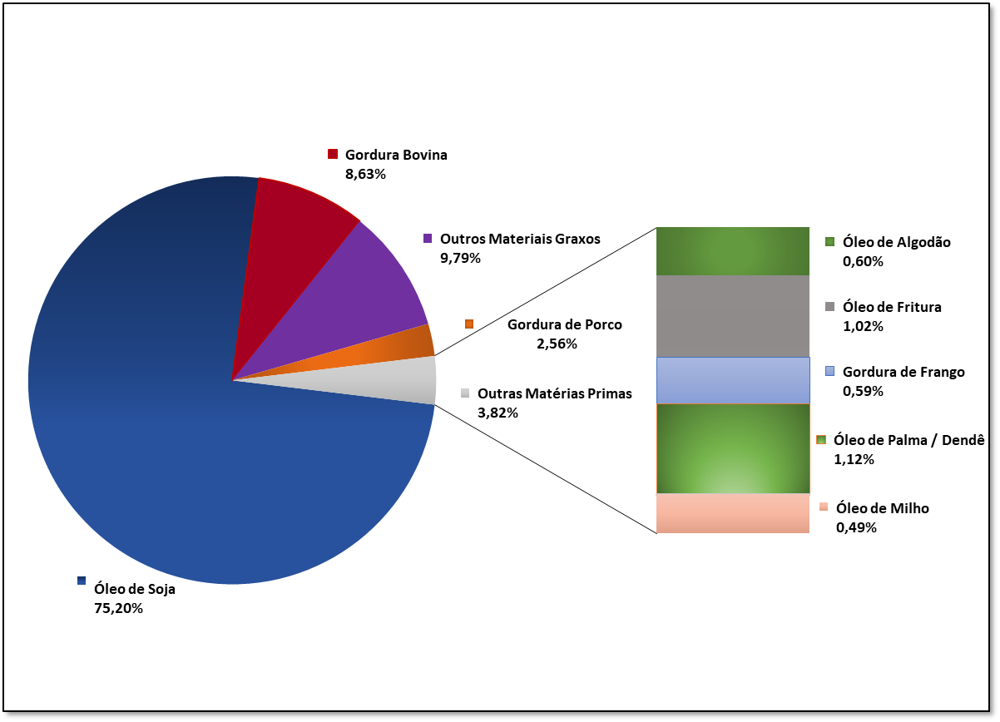 Gordura Bovina
8,63%
Outros Materiais Graxos
9,79%
Gordura de Porco
2,56%
Outras Matérias Primas
3,82%
Óleo de Soja
75,20%
Óleo de Algodão
0,60%
Óleo de Fritura
1,02%
Gordura de Frango
0,59%
Óleo de Palma / Dendê
1,12%
Óleo de Milho
0,49%